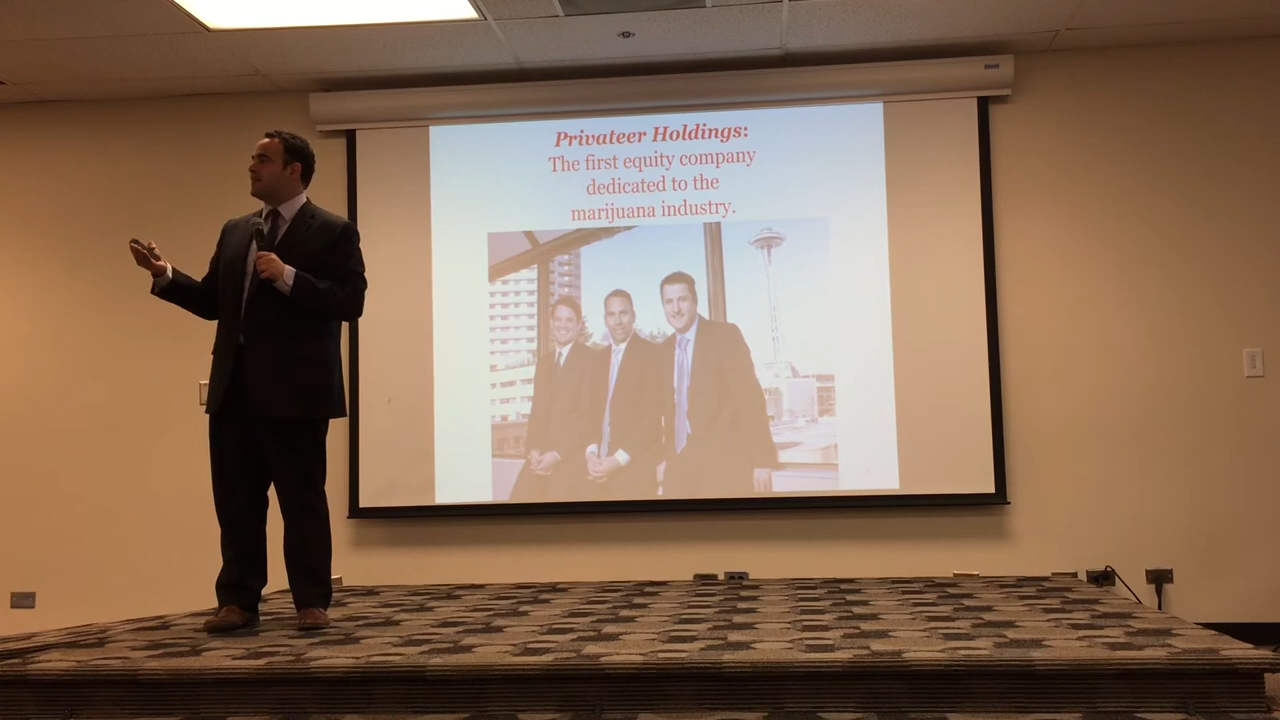 Privateer Holdings:
The first equity company
dedicated to the
marijuana industry.